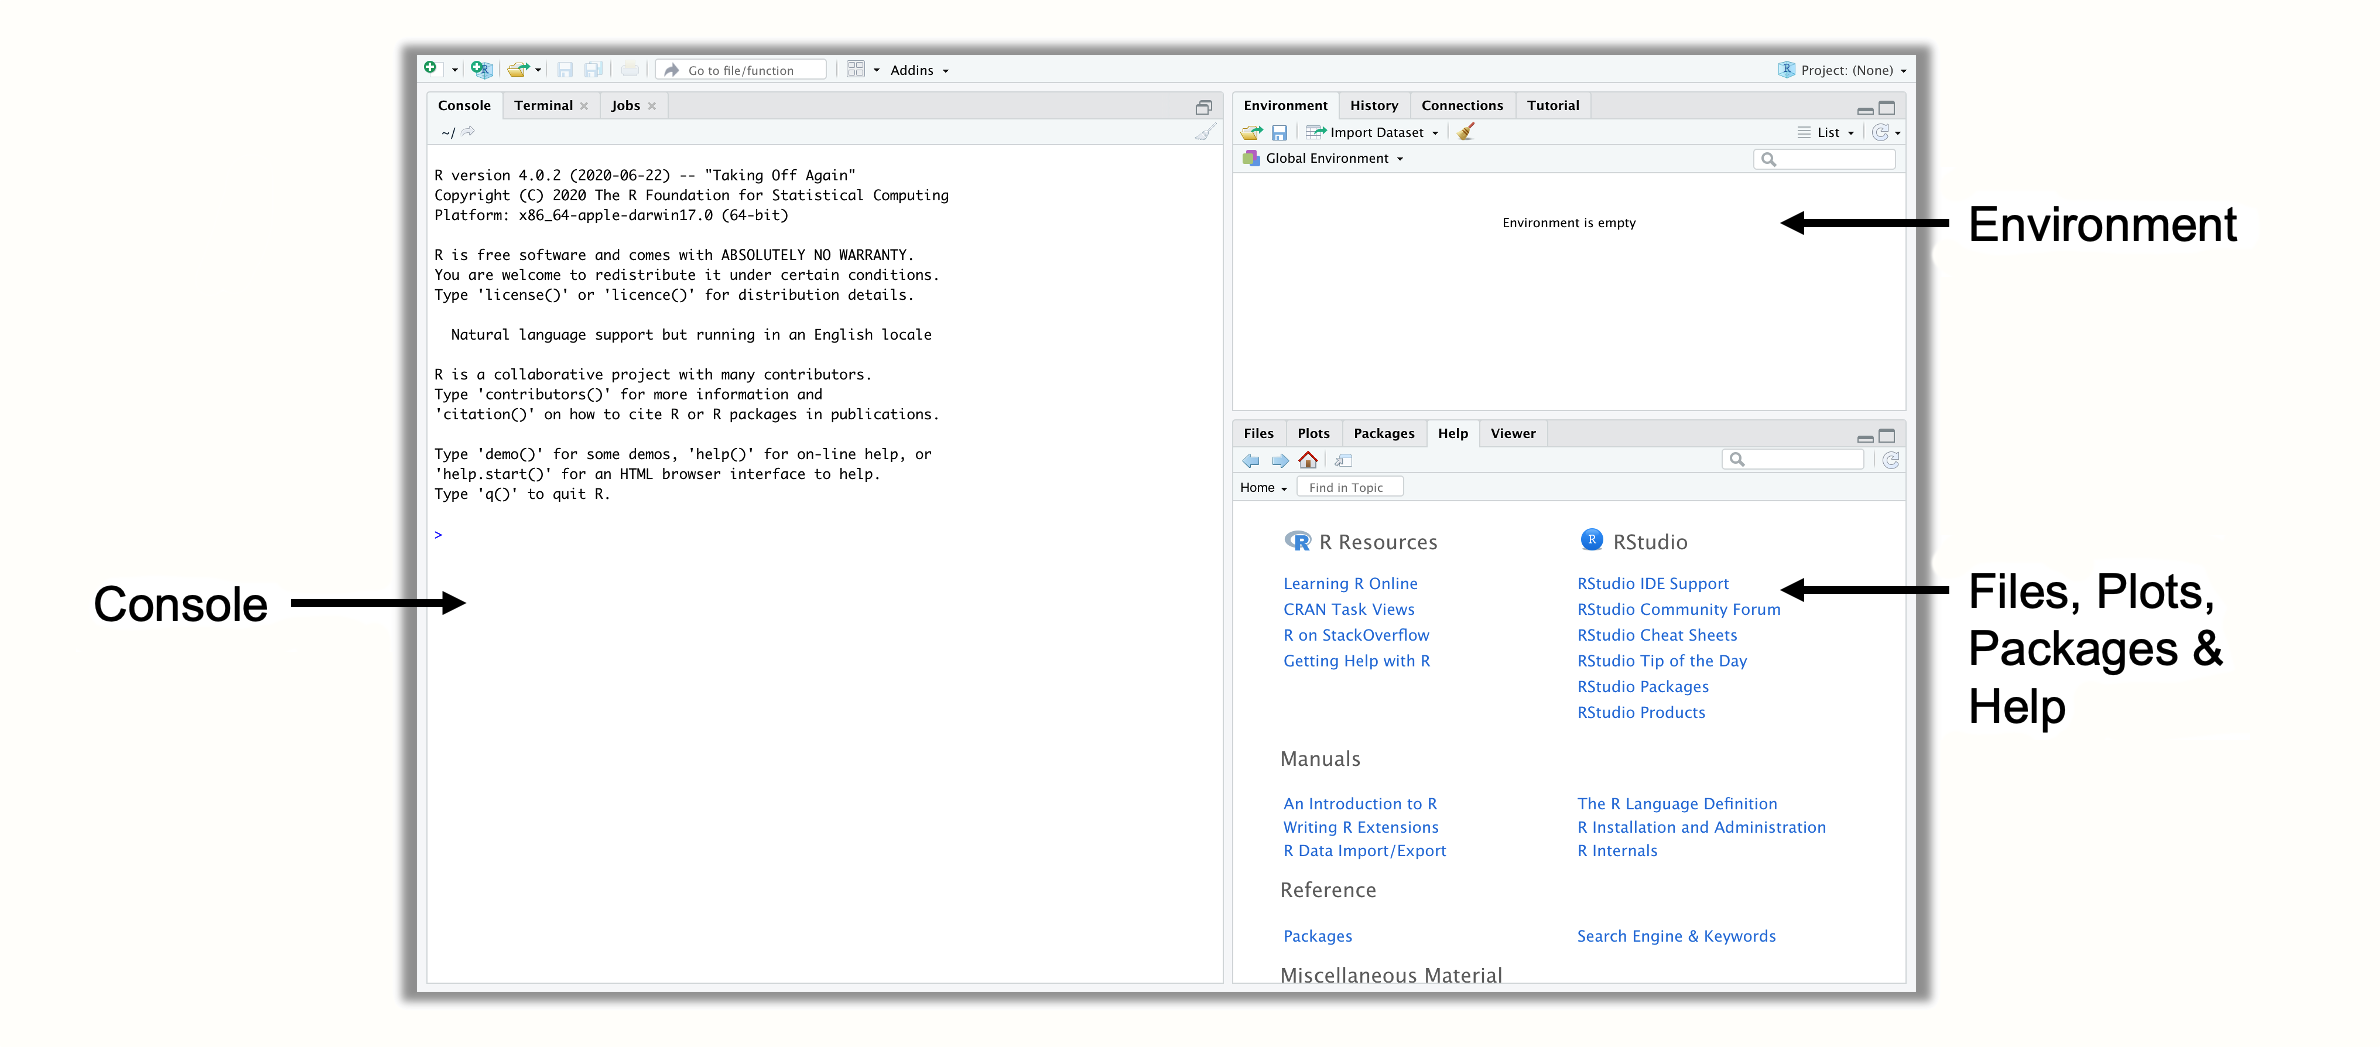 Go to file/function
Addins
Project: (None)
Console Terminal Jobs
~/
R version 4.0.2 (2020-06-22) -- "Taking Off Again"
Copyright (C) 2020 The R Foundation for Statistical Computing
Platform: x86_64-apple-darwin17.0 (64-bit)
R is free software and comes with ABSOLUTELY NO WARRANTY.
You are welcome to redistribute it under certain conditions.
Type 'license()' or 'licence()' for distribution details.
Natural language support but running in an English locale
R is a collaborative project with many contributors.
Type 'contributors()' for more information and
'citation()' on how to cite R or R packages in publications.
Type 'demo()' for some demos, 'help()' for on-line help, or
'help.start()' for an HTML browser interface to help.
Type 'q()' to quit R.
>
Console
Environment History Connections Tutorial
Import Dataset List
Global Environment
Environment is empty
Environment
Files Plots Packages Help Viewer
Home Find in Topic
R Resources
Learning R Online
CRAN Task Views
R on StackOverflow
Getting Help with R
RStudio
RStudio IDE Support
RStudio Community Forum
RStudio Cheat Sheets
RStudio Tip of the Day
RStudio Packages
RStudio Products
Manuals
An Introduction to R
Writing R Extensions
R Data Import/Export
The R Language Definition
R Installation and Administration
R Internals
Reference
Packages
Search Engine & Keywords
Miscellaneous Material
Files, Plots,
Packages &
Help